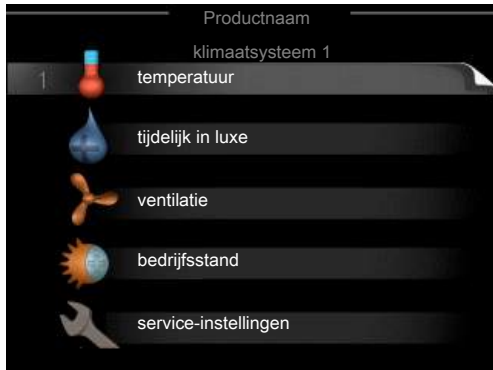 Productnaam
klimaatsysteem 1
1 temperatuur
tijdelijk in luxe
ventilatie
bedrijfsstand
service-instellingen